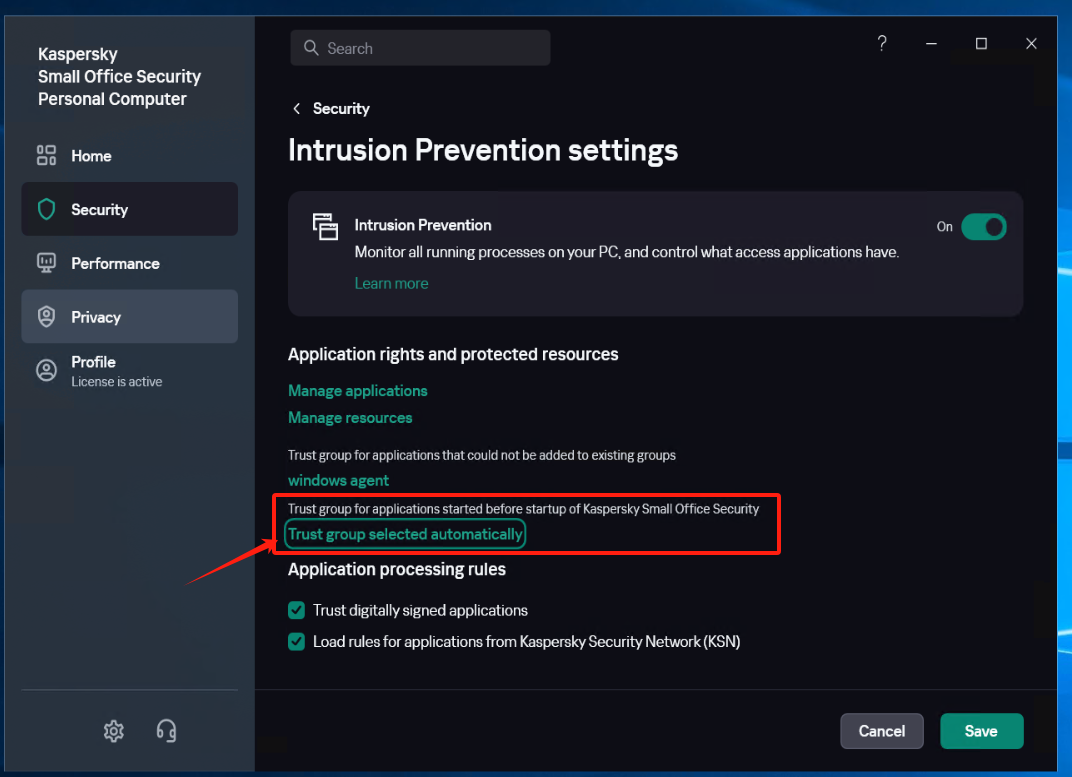 Kaspersky
Small Office Security
Personal Computer
Search
?
Home
Security
Performance
Privacy
Profile
License is active
Security
Intrusion Prevention settings
Intrusion Prevention
On
Monitor all running processes on your PC, and control what access applications have.
Learn more
Application rights and protected resources
Manage applications
Manage resources
Trust group for applications that could not be added to existing groups
windows agent
Trust group for applications started before startup of Kaspersky Small Office Security
Trust group selected automatically
Application processing rules
Trust digitally signed applications
Load rules for applications from Kaspersky Security Network (KSN)
Cancel
Save